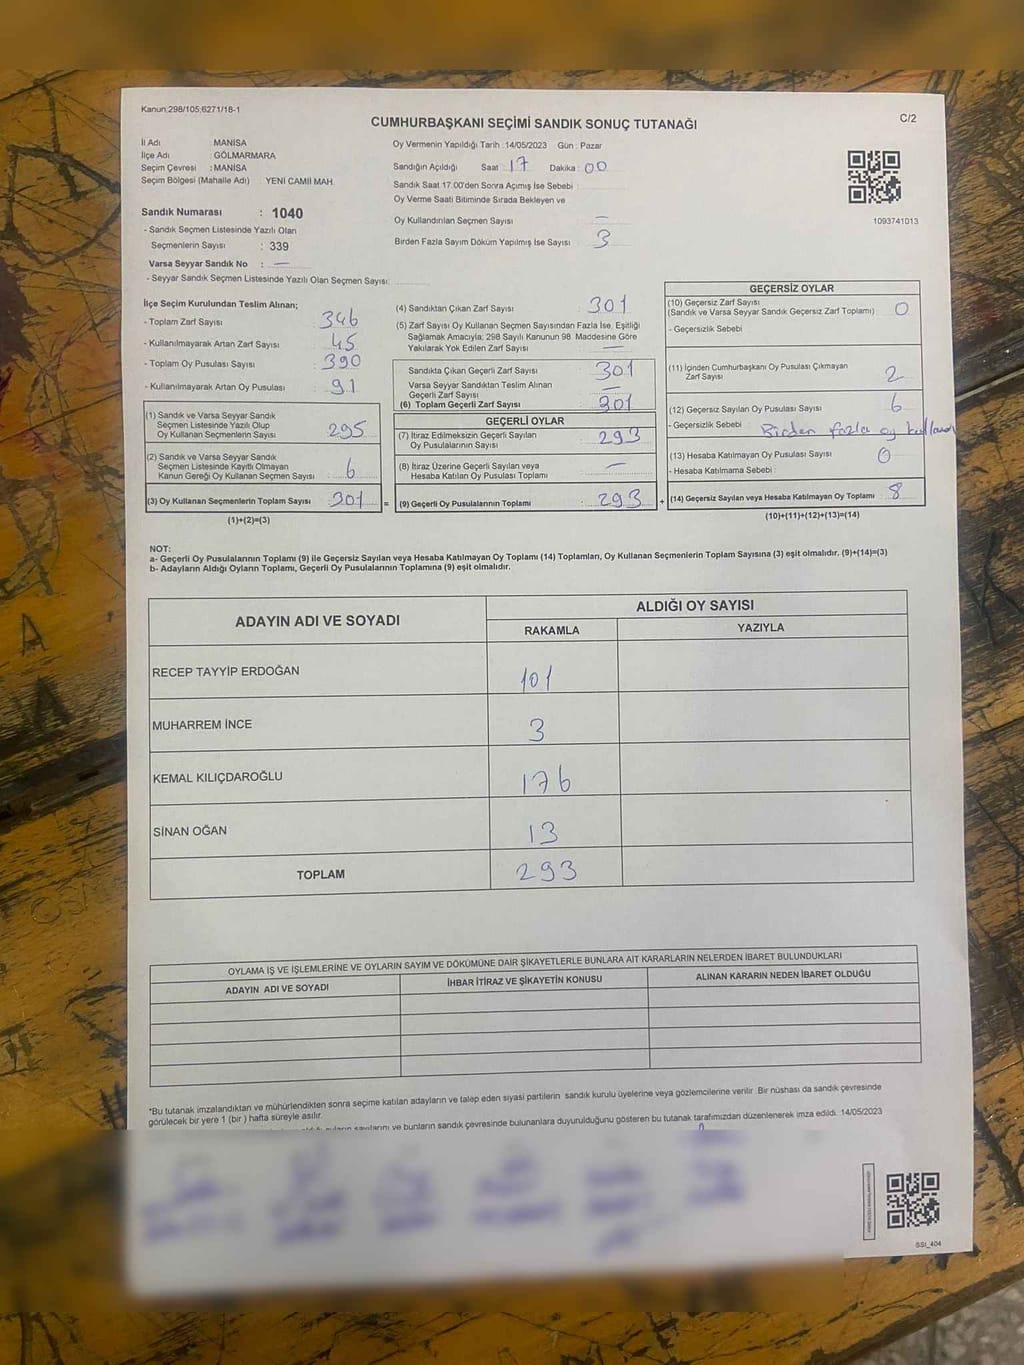 Kanun:298/105;6271/18-1
C/2
CUMHURBAŞKANI SEÇİMİ SANDIK SONUÇ TUTANAĞI
İl Adı : MANİSA
İlçe Adı : GÖLMARMARA
Seçim Çevresi : MANİSA
Seçim Bölgesi (Mahalle Adı) : YENİ CAMİİ MAH.
Sandık Numarası : 1040
- Sandık Seçmen Listesinde Yazılı Olan
Seçmenlerin Sayısı : 339
Varsa Seyyar Sandık No : —
- Seyyar Sandık Seçmen Listesinde Yazılı Olan Seçmen Sayısı:
Oy Vermenin Yapıldığı Tarih :14/05/2023 Gün : Pazar
Sandığın Açıldığı Saat : 17 Dakika : 00
Sandık Saat 17.00'den Sonra Açımış İse Sebebi :
Oy Verme Saati Bitiminde Sırada Bekleyen ve
Oy Kullandırılan Seçmen Sayısı —
Birden Fazla Sayım Döküm Yapılmış İse Sayısı 3
1093741013
İlçe Seçim Kurulundan Teslim Alınan;
- Toplam Zarf Sayısı : 346
- Kullanılmayarak Artan Zarf Sayısı : 45
- Toplam Oy Pusulası Sayısı : 390
- Kullanılmayarak Artan Oy Pusulası : 91
(1) Sandık ve Varsa Seyyar Sandık
Seçmen Listesinde Yazılı Olup
Oy Kullanan Seçmenlerin Sayısı : 295
(2) Sandık ve Varsa Seyyar Sandık
Seçmen Listesinde Kayıtlı Olmayan
Kanun Gereği Oy Kullanan Seçmen Sayısı : 6
(3) Oy Kullanan Seçmenlerin Toplam Sayısı : 301 =
(1)+(2)=(3)
(4) Sandıktan Çıkan Zarf Sayısı : 301
(5) Zarf Sayısı Oy Kullanan Seçmen Sayısından Fazla İse, Eşitliği
Sağlamak Amacıyla; 298 Sayılı Kanunun 98. Maddesine Göre
Yakılarak Yok Edilen Zarf Sayısı : —
Sandıkta Çıkan Geçerli Zarf Sayısı : 301
Varsa Seyyar Sandıktan Teslim Alınan
Geçerli Zarf Sayısı : —
(6) Toplam Geçerli Zarf Sayısı : 301
GEÇERLİ OYLAR
(7) İtiraz Edilmeksizin Geçerli Sayılan
Oy Pusulalarının Sayısı : 293
(8) İtiraz Üzerine Geçerli Sayılan veya
Hesaba Katılan Oy Pusulası Toplamı : —
(9) Geçerli Oy Pusulalarının Toplamı : 293 +
GEÇERSİZ OYLAR
(10) Geçersiz Zarf Sayısı
(Sandık ve Varsa Seyyar Sandık Geçersiz Zarf Toplamı) : 0
- Geçersizlik Sebebi :
(11) İçinden Cumhurbaşkanı Oy Pusulası Çıkmayan
Zarf Sayısı : 2
(12) Geçersiz Sayılan Oy Pusulası Sayısı : 6
- Geçersizlik Sebebi : Birden fazla oy
(13) Hesaba Katılmayan Oy Pusulası Sayısı : 0
- Hesaba Katılmama Sebebi :
(14) Geçersiz Sayılan veya Hesaba Katılmayan Oy Toplamı : 8
(10)+(11)+(12)+(13)=(14)
NOT:
a- Geçerli Oy Pusulalarının Toplamı (9) ile Geçersiz Sayılan veya Hesaba Katılmayan Oy Toplamı (14) Toplamları, Oy Kullanan Seçmenlerin Toplam Sayısına (3) eşit olmalıdır. (9)+(14)=(3)
b- Adayların Aldığı Oyların Toplamı, Geçerli Oy Pusulalarının Toplamına (9) eşit olmalıdır.
ADAYIN ADI VE SOYADI
ALDIĞI OY SAYISI
RAKAMLA YAZIYLA
RECEP TAYYİP ERDOĞAN 101
MUHARREM İNCE 3
KEMAL KILIÇDAROĞLU 176
SİNAN OĞAN 13
TOPLAM 293
OYLAMA İŞ VE İŞLEMLERİNE VE OYLARIN SAYIM VE DÖKÜMÜNE DAİR ŞİKAYETLERLE BUNLARA AİT KARARLARIN NELERDEN İBARET BULUNDUKLARI
ADAYIN ADI VE SOYADI İHBAR İTİRAZ VE ŞİKAYETİN KONUSU ALINAN KARARIN NEDEN İBARET OLDUĞU
*Bu tutanak imzalandıktan ve mühürlendikten sonra seçime katılan adayların ve talep eden siyasi partilerin sandık kurulu üyelerine veya gözlemcilerine verilir. Bir nüshası da sandık çevresinde
görülecek bir yere 1 (bir ) hafta süreyle asılır.
ve bunların sandık çevresinde bulunanlara duyurulduğunu gösteren bu tutanak tarafımızdan düzenlenerek imza edildi. 14/05/2023
SSI_404